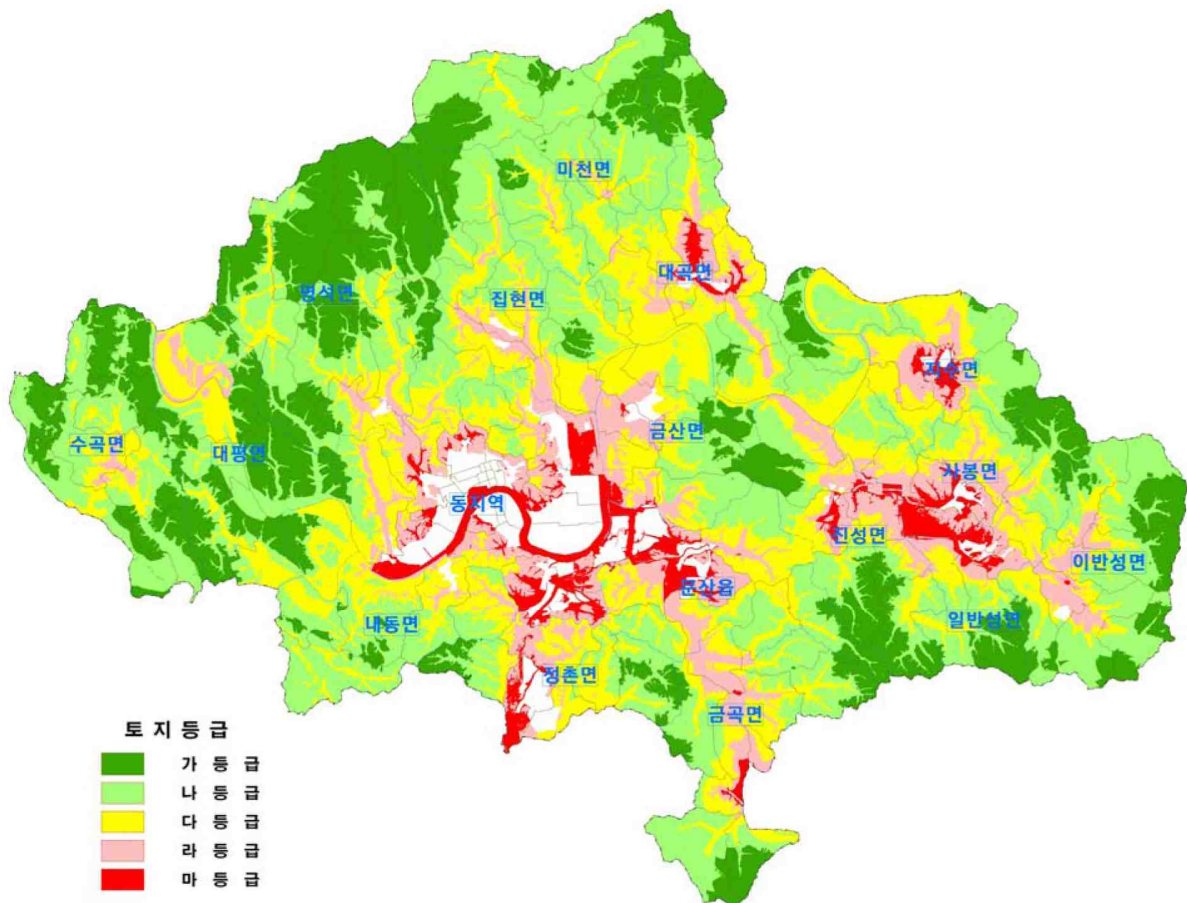 미천면
대곡면
명석면
집현면
지수면
금산면
수곡면
대평면
사봉면
동지역
진성면
이반성면
문산읍
내동면
일반성면
정촌면
금곡면
토 지 등 급
가 등 급
나 등 급
다 등 급
라 등 급
마 등 급